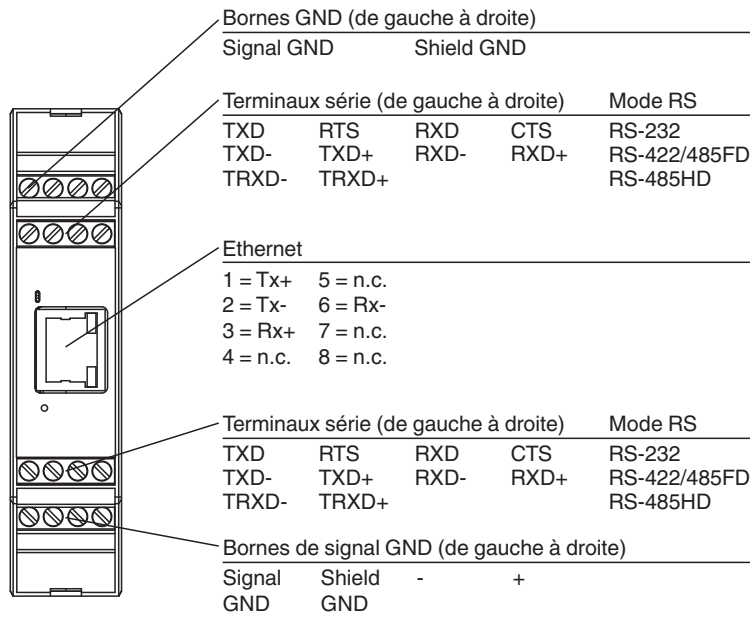 Bornes GND (de gauche à droite)
Signal GND Shield GND
Terminaux série (de gauche à droite) Mode RS
TXD RTS RXD CTS RS-232
TXD- TXD+ RXD- RXD+ RS-422/485FD
TRXD- TRXD+ RS-485HD
Ethernet
1 = Tx+ 5 = n.c.
2 = Tx- 6 = Rx-
3 = Rx+ 7 = n.c.
4 = n.c. 8 = n.c.
Terminaux série (de gauche à droite) Mode RS
TXD RTS RXD CTS RS-232
TXD- TXD+ RXD- RXD+ RS-422/485FD
TRXD- TRXD+ RS-485HD
Bornes de signal GND (de gauche à droite)
Signal Shield - +
GND GND